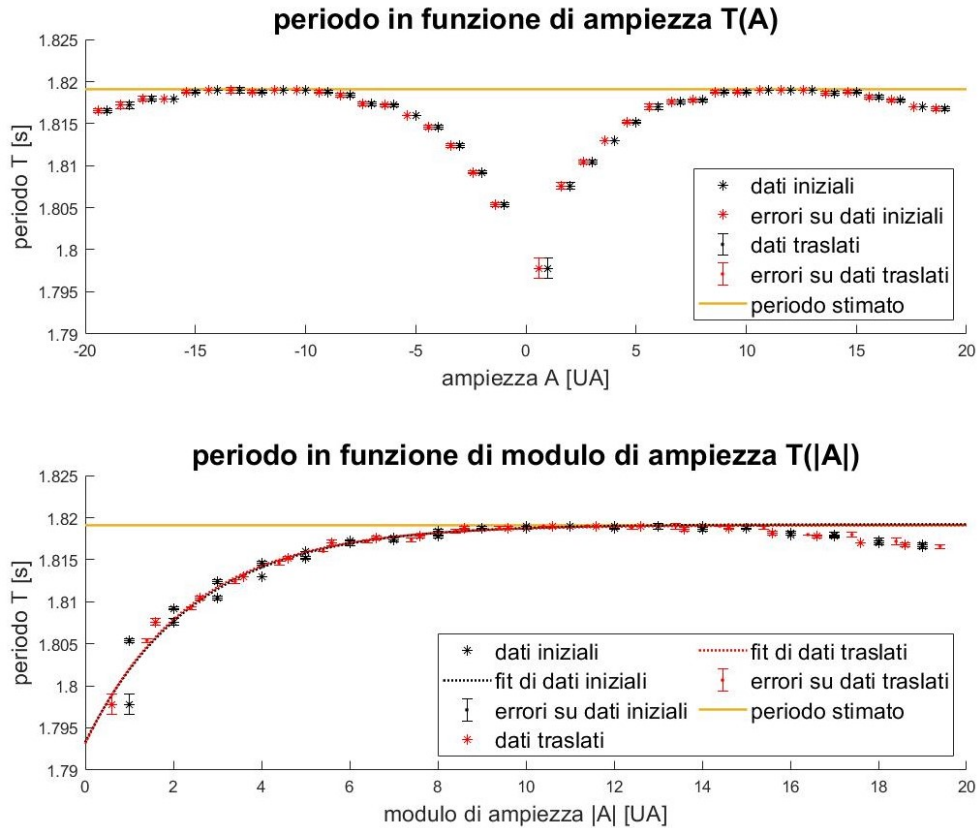 periodo in funzione di ampiezza T(A)
1.825
1.82
1.815
1.81
1.805
1.8
1.795
1.79
periodo T [s]
dati iniziali
errori su dati iniziali
dati traslati
errori su dati traslati
periodo stimato
-20 -15 -10 -5 0 5 10 15 20
ampiezza A [UA]
periodo in funzione di modulo di ampiezza T(|A|)
1.825
1.82
1.815
1.81
1.805
1.8
1.795
1.79
periodo T [s]
dati iniziali fit di dati traslati
fit di dati iniziali errori su dati traslati
errori su dati iniziali periodo stimato
dati traslati
0 2 4 6 8 10 12 14 16 18 20
modulo di ampiezza |A| [UA]